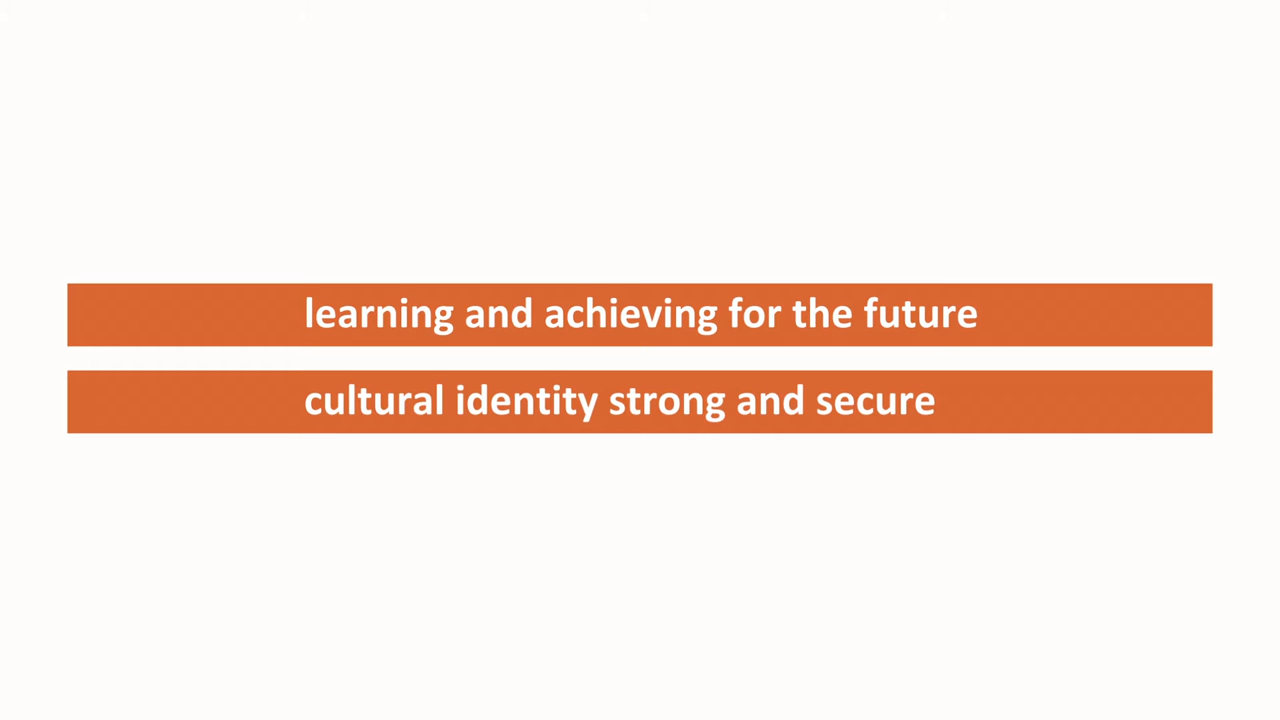 learning and achieving for the future
cultural identity strong and secure